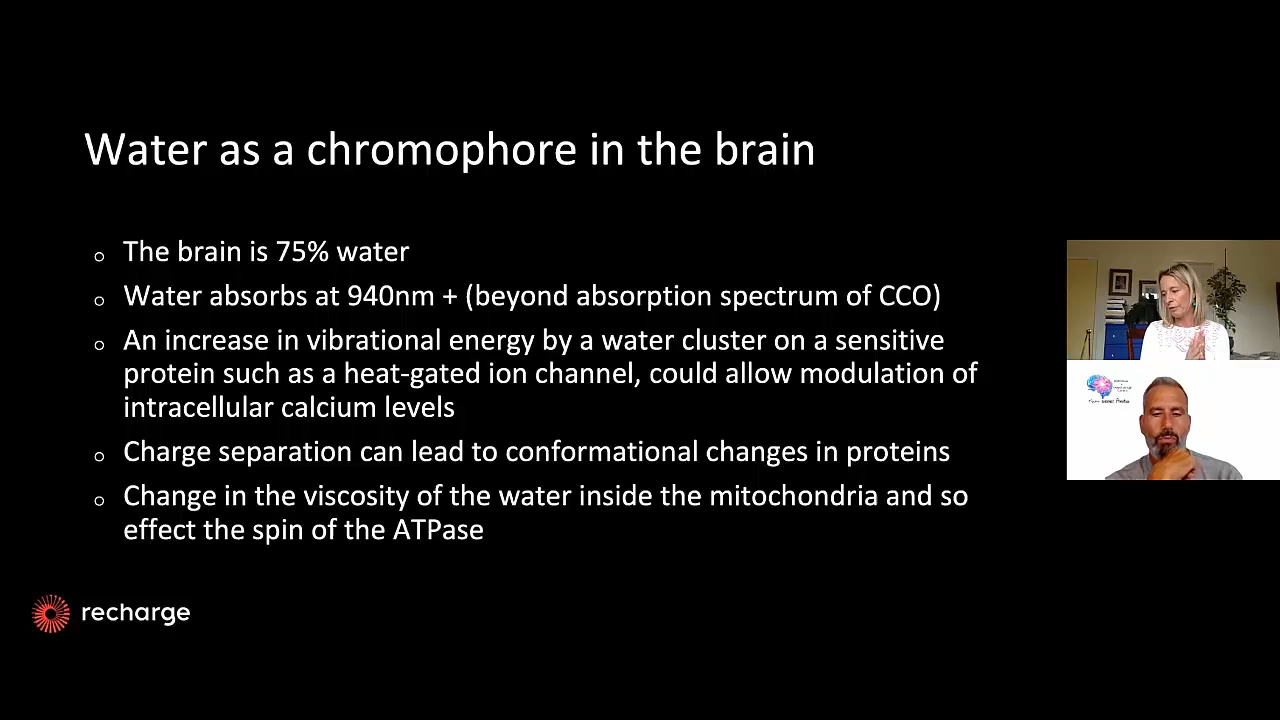 Water as a chromophore in the brain
The brain is 75% water
Water absorbs at 940nm + (beyond absorption spectrum of CCO)
An increase in vibrational energy by a water cluster on a sensitive
protein such as a heat-gated ion channel, could allow modulation of
intracellular calcium levels
Charge separation can lead to conformational changes in proteins
Change in the viscosity of the water inside the mitochondria and so
effect the spin of the ATPase
recharge